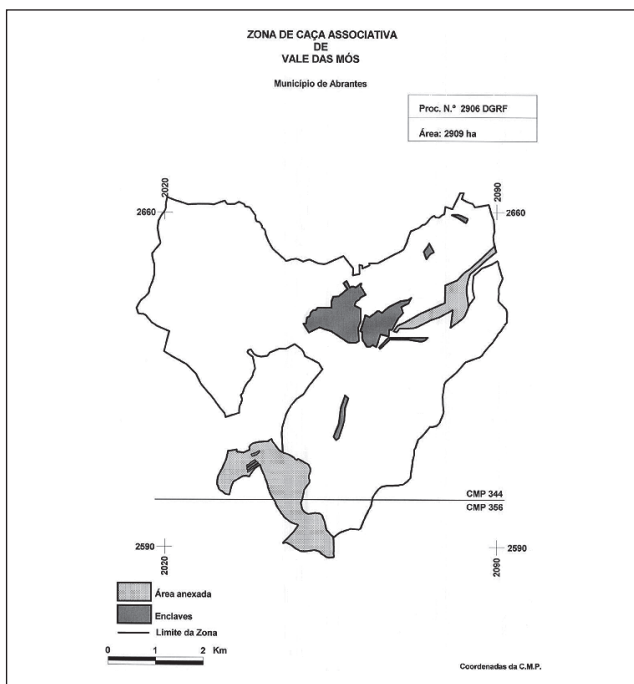 ZONA DE CAÇA ASSOCIATIVA
DE
VALE DAS MÓS
Município de Abrantes
Proc. N.º 2906 DGRF
Área: 2909 ha
2020
2090
2660
2660
CMP 344
CMP 356
2590
2590
2020
2090
Área anexada
Enclaves
Limite da Zona
0 1 2 Km
Coordenadas da C.M.P.